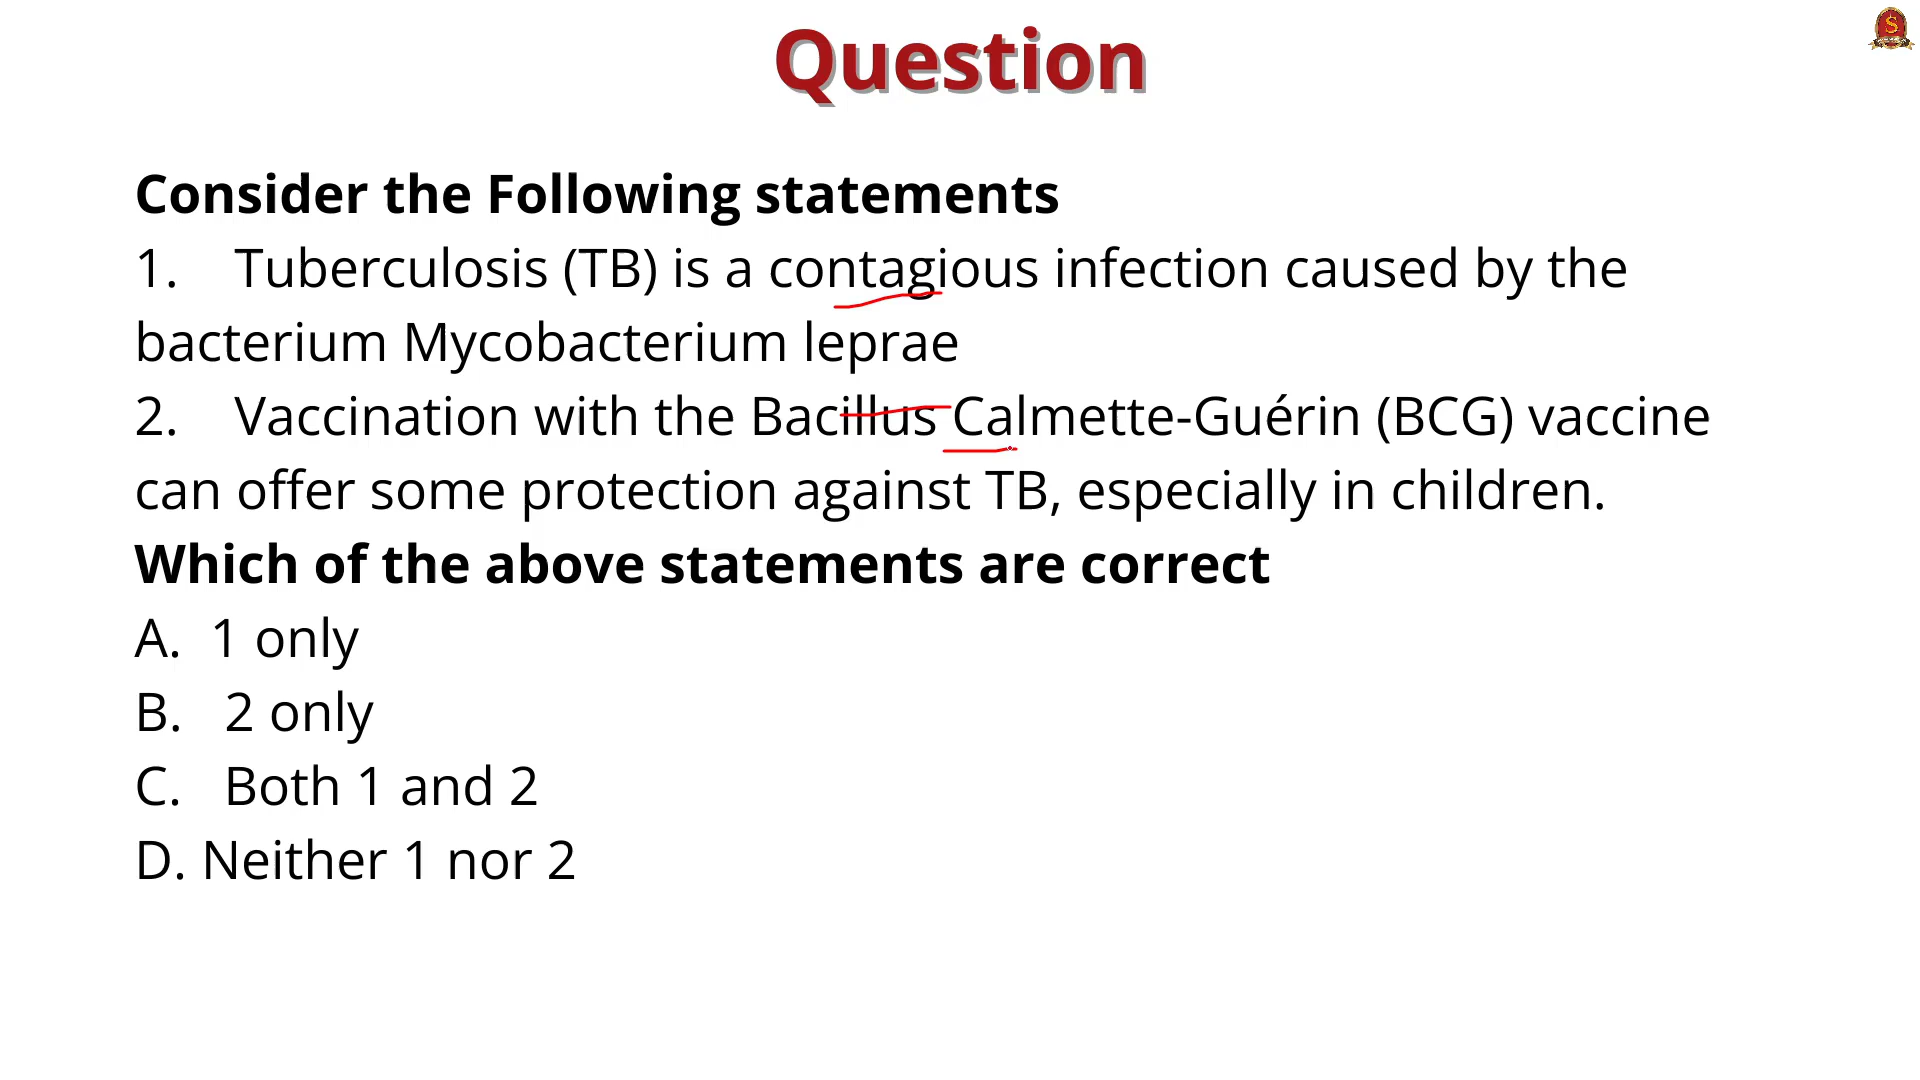 Question
Consider the Following statements
1. Tuberculosis (TB) is a contagious infection caused by the
bacterium Mycobacterium leprae
2. Vaccination with the Bacillus Calmette-Guérin (BCG) vaccine
can offer some protection against TB, especially in children.
Which of the above statements are correct
A. 1 only
B. 2 only
C. Both 1 and 2
D. Neither 1 nor 2